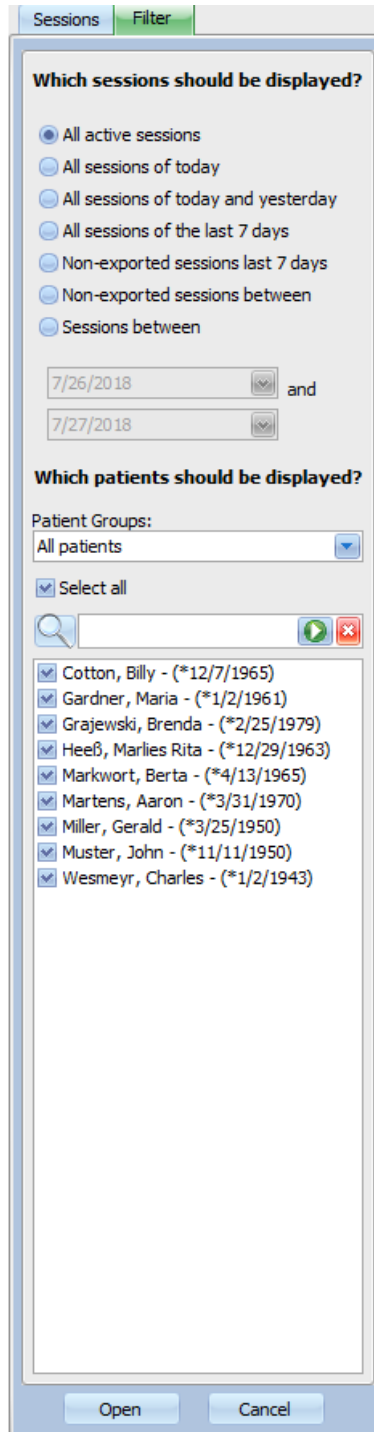 Sessions Filter
Which sessions should be displayed?
All active sessions
All sessions of today
All sessions of today and yesterday
All sessions of the last 7 days
Non-exported sessions last 7 days
Non-exported sessions between
Sessions between
7/26/2018 and
7/27/2018
Which patients should be displayed?
Patient Groups:
All patients
Select all
Cotton, Billy - (*12/7/1965)
Gardner, Maria - (*1/2/1961)
Grajewski, Brenda - (*2/25/1979)
Heeß, Marlies Rita - (*12/29/1963)
Markwort, Berta - (*4/13/1965)
Martens, Aaron - (*3/31/1970)
Miller, Gerald - (*3/25/1950)
Muster, John - (*11/11/1950)
Wesmeyr, Charles - (*1/2/1943)
Open Cancel